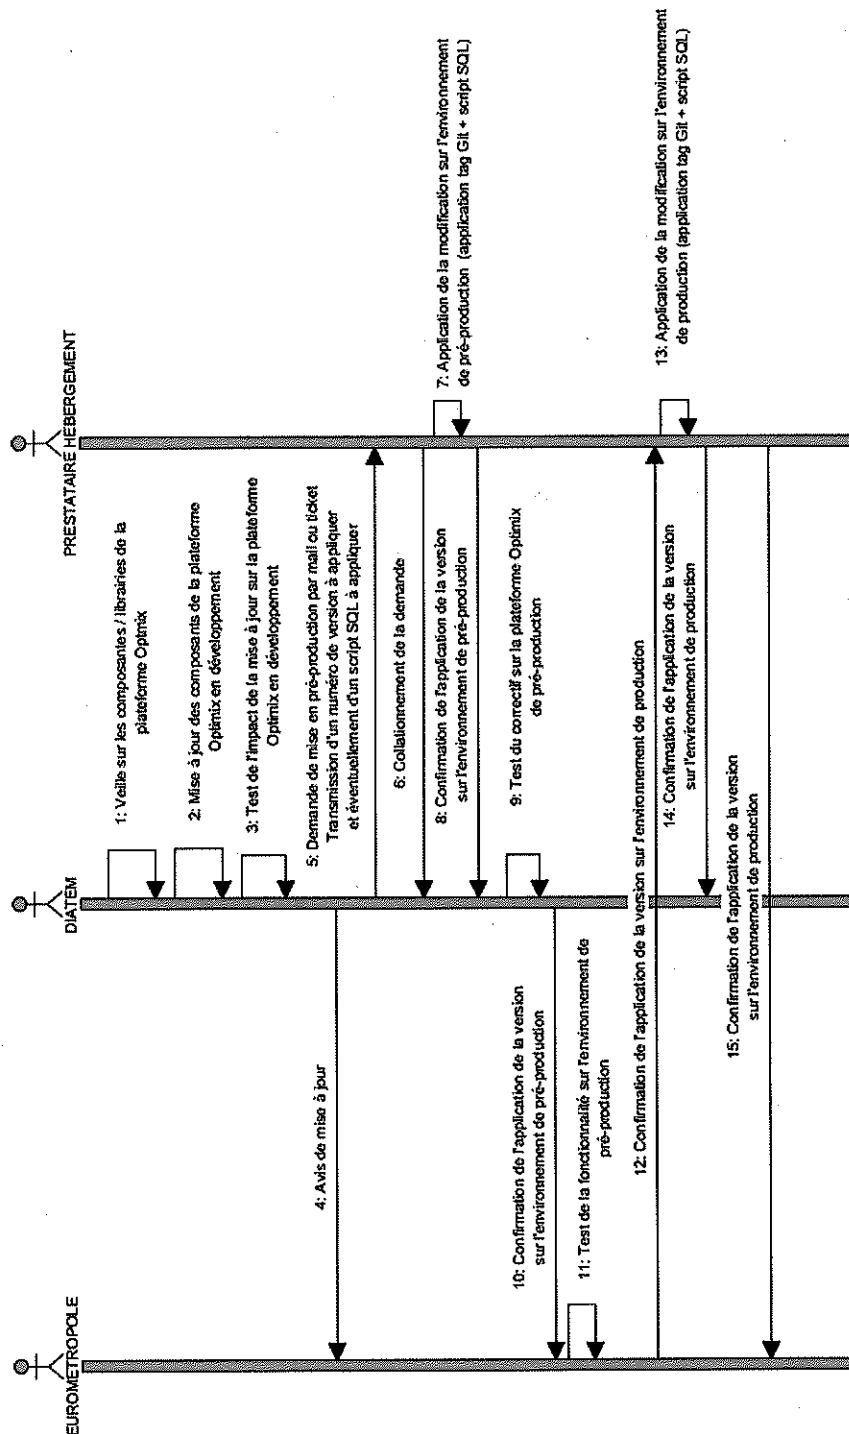 EUROMETROPOLE
DIATEM
PRESTATAIRE HEBERGEMENT
1: Veille sur les composantes / librairies de la
plateforme Optmix
2: Mise à jour des composants de la plateforme
Optimix en développement
3: Test de l'impact de la mise à jour sur la plateforme
Optimix en développement
4: Avis de mise à jour
5: Demande de mise en pré-production par mail ou ticket
Transmission d'un numéro de version à appliquer
et éventuellement d'un script SQL à appliquer
6: Collationnement de la demande
7: Application de la modification sur l'environnement
de pré-production (application tag Git + script SQL)
8: Confirmation de l'application de la version
sur l'environnement de pré-production
9: Test du correctif sur la plateforme Optimix
de pré-production
10: Confirmation de l'application de la version
sur l'environnement de pré-production
11: Test de la fonctionnalité sur l'environnement de
pré-production
12: Confirmation de l'application de la version sur l'environnement de production
13: Application de la modification sur l'environnement
de production (application tag Git + script SQL)
14: Confirmation de l'application de la version
sur l'environnement de production
15: Confirmation de l'application de la version
sur l'environnement de production